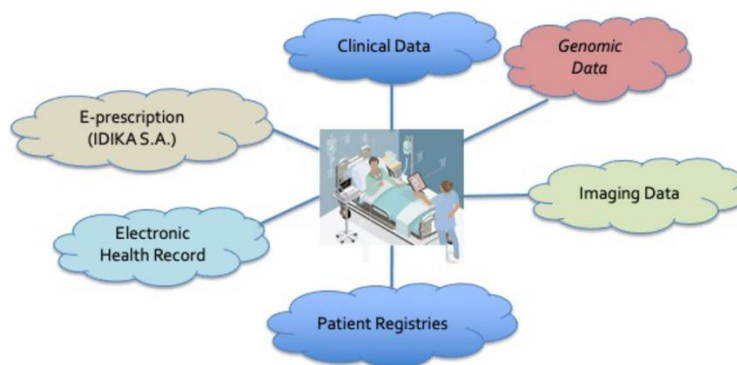 Clinical Data
Genomic
Data
E-prescription
(IDIKA S.A.)
Imaging Data
Electronic
Health Record
Patient Registries